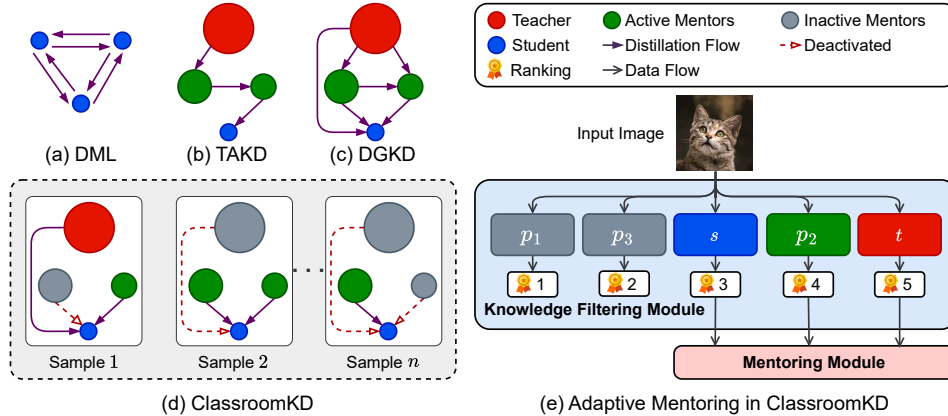 (a) DML
(b) TAKD
(c) DGKD
Sample 1
Sample 2
. . .
Sample n
(d) ClassroomKD
Teacher
Active Mentors
Inactive Mentors
Student
Distillation Flow
Deactivated
Ranking
Data Flow
Input Image
p1
p3
s
p2
t
1
2
3
4
5
Knowledge Filtering Module
Mentoring Module
(e) Adaptive Mentoring in ClassroomKD